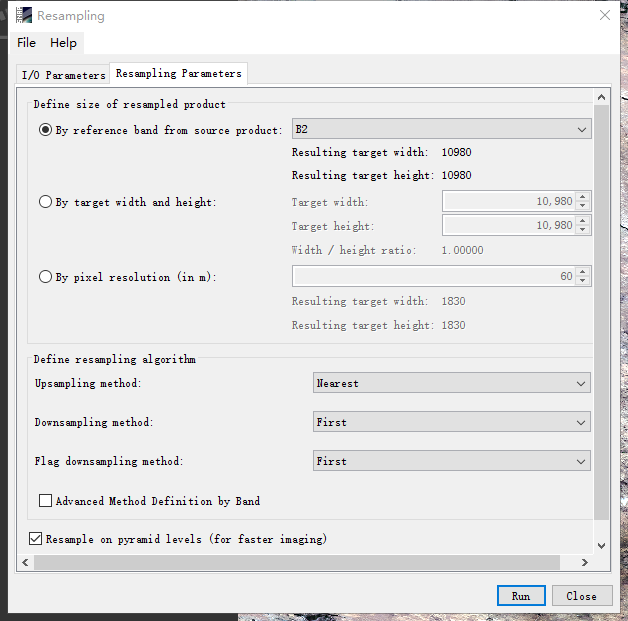 Resampling
File Help
I/O Parameters Resampling Parameters
Define size of resampled product
By reference band from source product: B2
Resulting target width: 10980
Resulting target height: 10980
By target width and height: Target width: 10,980
Target height: 10,980
Width / height ratio: 1.00000
By pixel resolution (in m): 60
Resulting target width: 1830
Resulting target height: 1830
Define resampling algorithm
Upsampling method: Nearest
Downsampling method: First
Flag downsampling method: First
Advanced Method Definition by Band
Resample on pyramid levels (for faster imaging)
Run Close